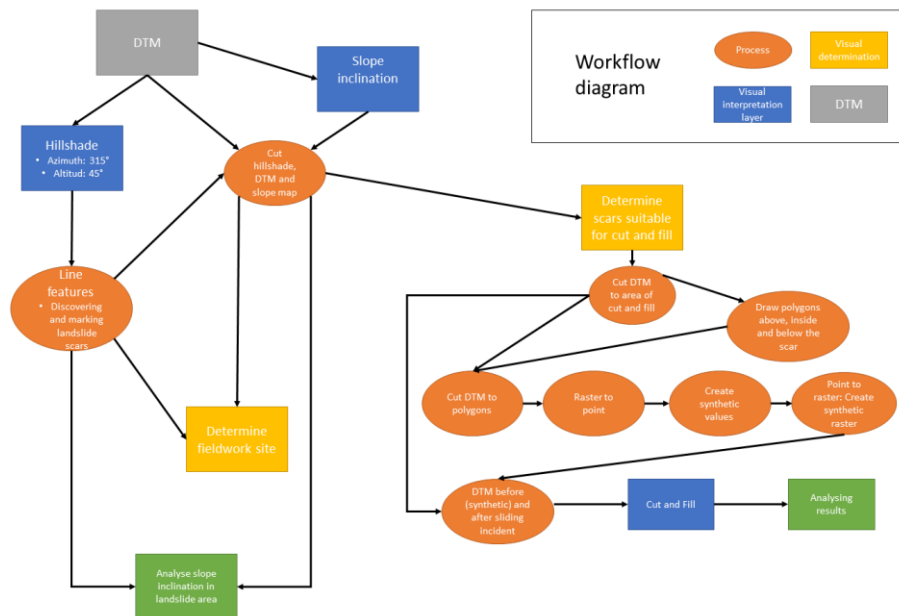 DTM
Slope
inclination
Workflow
diagram
Process
Visual
determination
Visual
interpretation
layer
DTM
Hillshade
• Azimuth: 315°
• Altitud: 45°
Cut
hillshade,
DTM and
slope map
Determine
scars suitable
for cut and fill
Line
features
• Discovering
and marking
landslide
scars
Cut DTM
to area of
cut and fill
Draw polygons
above, inside
and below the
scar
Cut DTM to
polygons
Raster to
point
Create
synthetic
values
Point to
raster: Create
synthetic
raster
Determine
fieldwork site
DTM before
(synthetic) and
after sliding
incident
Cut and Fill
Analysing
results
Analyse slope
inclination in
landslide area